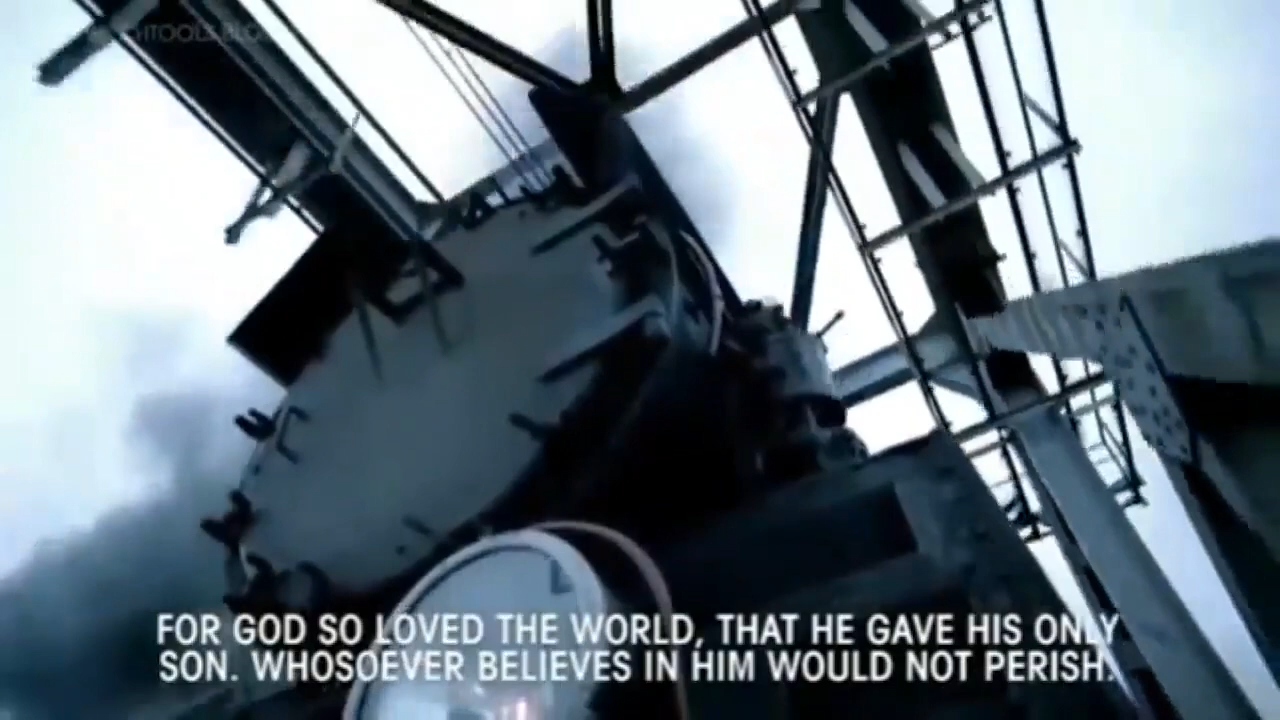 FOR GOD SO LOVED THE WORLD, THAT HE GAVE HIS ONLY
SON. WHOSOEVER BELIEVES IN HIM WOULD NOT PERISH.